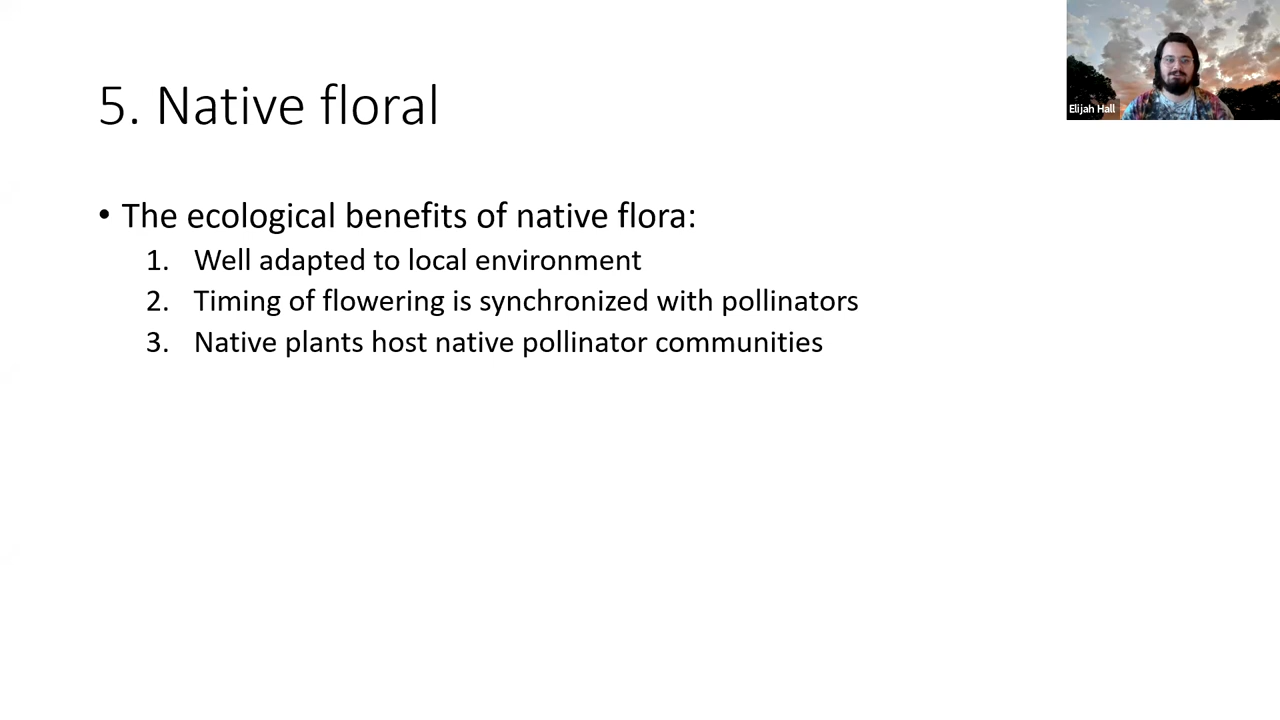 5. Native floral
• The ecological benefits of native flora:
1. Well adapted to local environment
2. Timing of flowering is synchronized with pollinators
3. Native plants host native pollinator communities
Elijah Hall